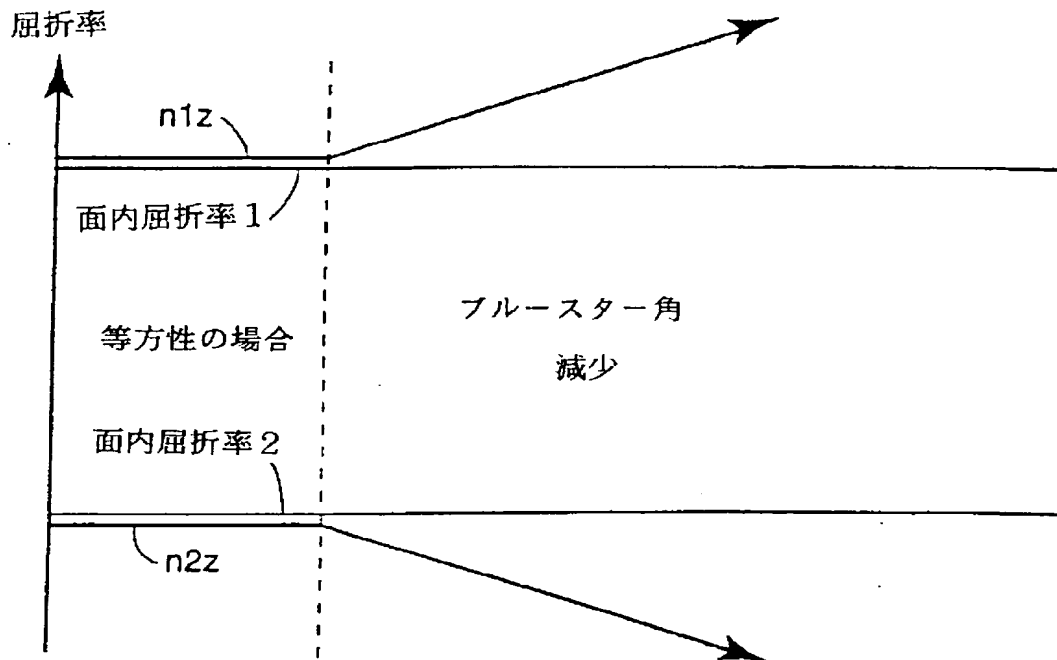 屈折率
n1z
面内屈折率1
等方性の場合
ブルースター角
減少
面内屈折率2
n2z